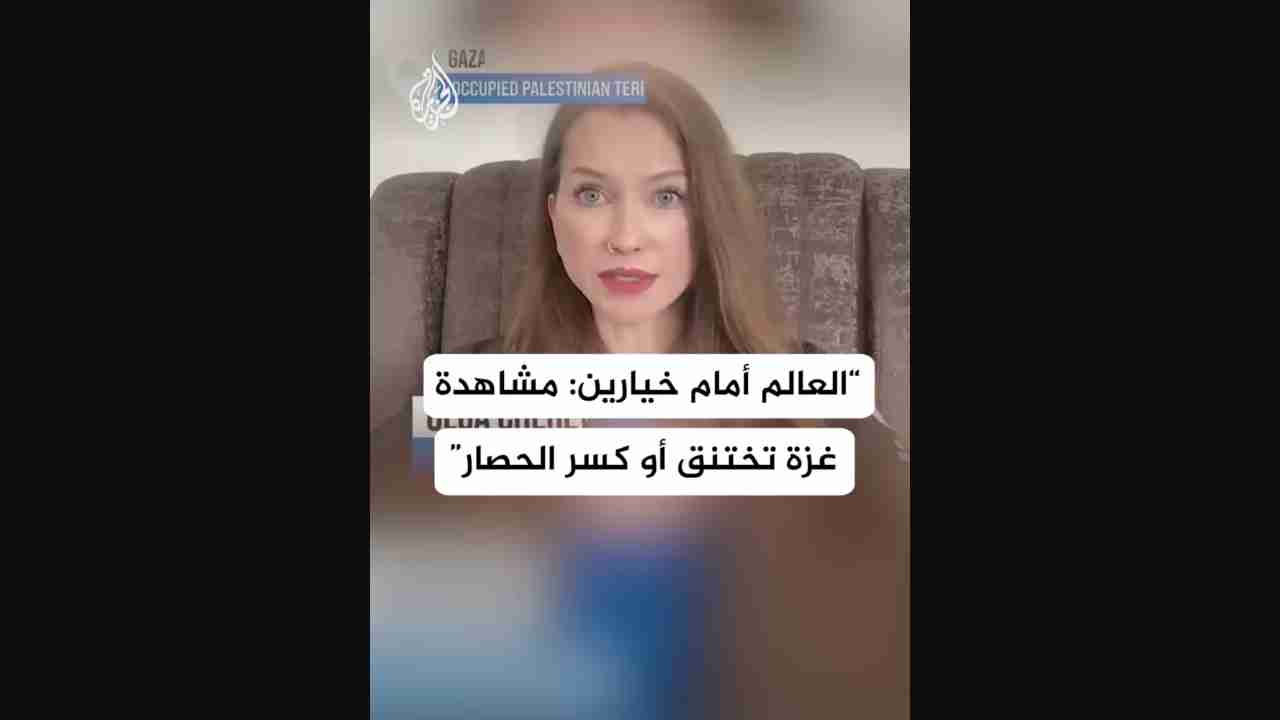 GAZA
OCCUPIED PALESTINIAN TERI
“العالم أمام خيارين: مشاهدة
غزة تختنق أو كسر الحصار”